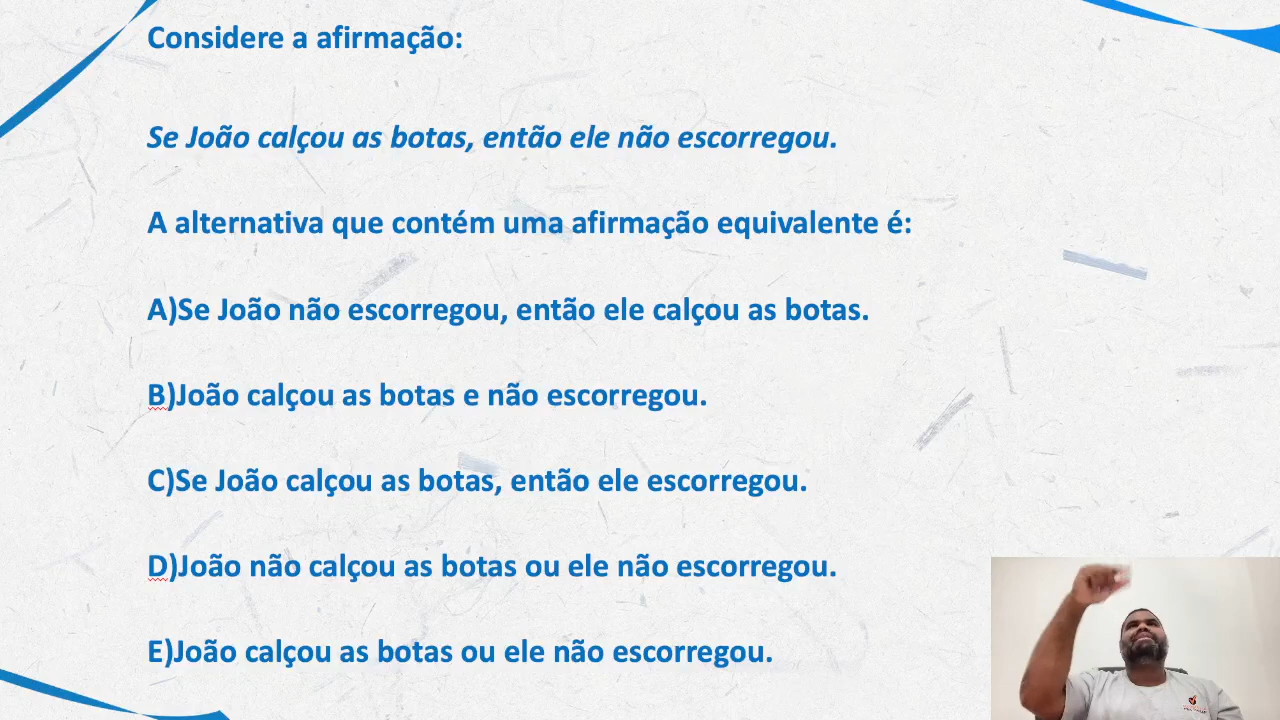 Considere a afirmação:
Se João calçou as botas, então ele não escorregou.
A alternativa que contém uma afirmação equivalente é:
A)Se João não escorregou, então ele calçou as botas.
B)João calçou as botas e não escorregou.
C)Se João calçou as botas, então ele escorregou.
D)João não calçou as botas ou ele não escorregou.
E)João calçou as botas ou ele não escorregou.